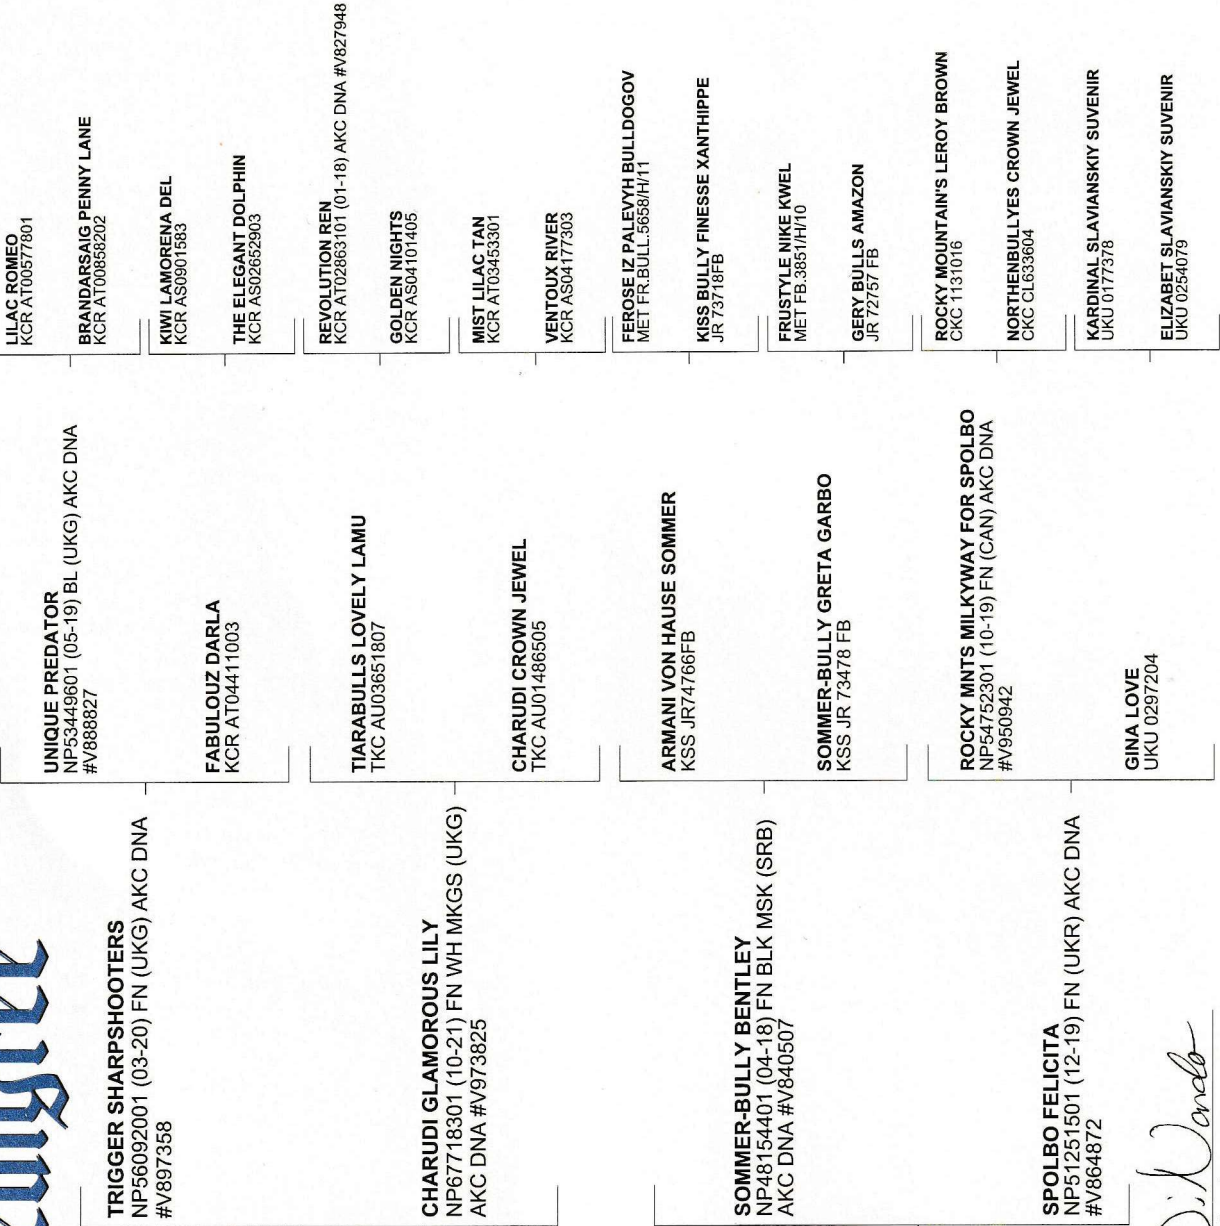 TRIGGER SHARPSHOOTERS
NP56092001 (03-20) FN (UKG) AKC DNA
#V897358
CHARUDI GLAMOROUS LILY
NP67718301 (10-21) FN WH MKGS (UKG)
AKC DNA #V973825
SOMMER-BULLY BENTLEY
NP48154401 (04-18) FN BLK MSK (SRB)
AKC DNA #V840507
SPOLBO FELICITA
NP51251501 (12-19) FN (UKR) AKC DNA
#V864872
UNIQUE PREDATOR
NP53449601 (05-19) BL (UKG) AKC DNA
#V888827
FABULOUZ DARLA
KCR AT04411003
TIARABULLS LOVELY LAMU
TKC AU03651807
CHARUDI CROWN JEWEL
TKC AU01486505
ARMANI VON HAUSE SOMMER
KSS JR74766FB
SOMMER-BULLY GRETA GARBO
KSS JR 73478 FB
ROCKY MNTS MILKYWAY FOR SPOLBO
NP54752301 (10-19) FN (CAN) AKC DNA
#V950942
GINA LOVE
UKU 0297204
LILAC ROMEO
KCR AT00577801
BRANDARSAIG PENNY LANE
KCR AT00858202
KIWI LAMORENA DEL
KCR AS00901583
THE ELEGANT DOLPHIN
KCR AS02652903
REVOLUTION REN
KCR AT02863101 (01-18) AKC DNA #V827948
GOLDEN NIGHTS
KCR AS04101405
MIST LILAC TAN
KCR AT03453301
VENTOUX RIVER
KCR AS04177303
FEROSE IZ PALEVYH BULLDOGOV
MET FR.BULL.5658/H/11
KISS BULLY FINESSE XANTHIPPE
JR 73718FB
FRUSTYLE NIKE KWEL
MET FB.3851/H/10
GERY BULLS AMAZON
JR 72757 FB
ROCKY MOUNTAIN'S LEROY BROWN
CKC 1131016
NORTHENBULLYES CROWN JEWEL
CKC CL633604
KARDINAL SLAVIANSKIY SUVENIR
UKU 0177378
ELIZABET SLAVIANSKIY SUVENIR
UKU 0254079